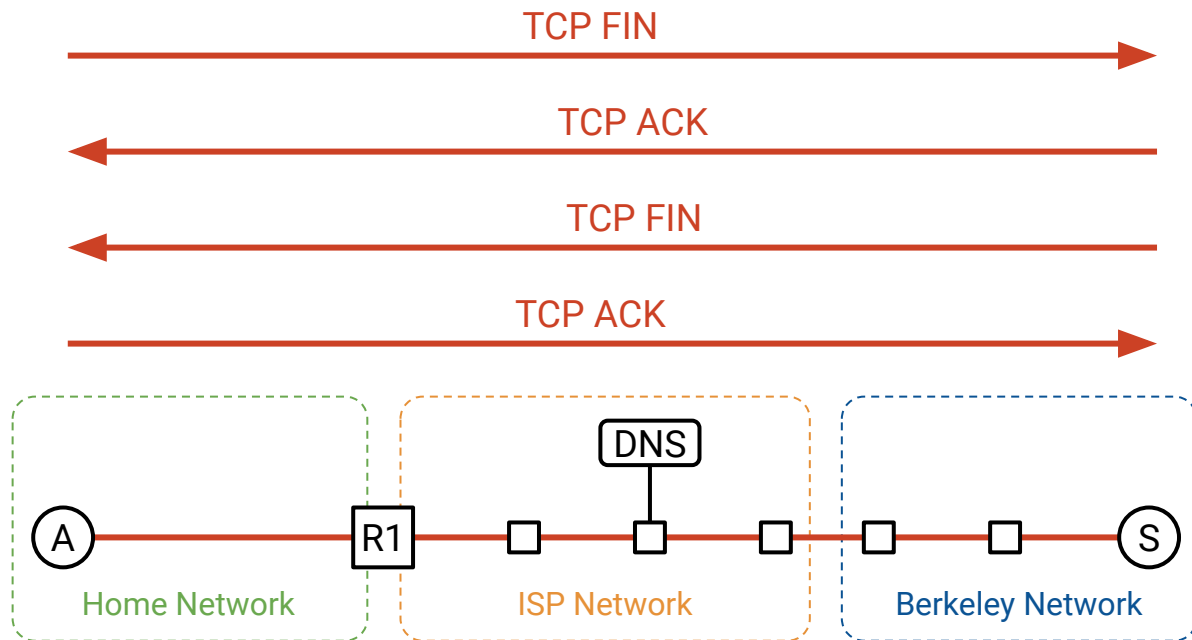 TCP FIN
TCP ACK
TCP FIN
TCP ACK
DNS
A
R1
S
Home Network
ISP Network
Berkeley Network